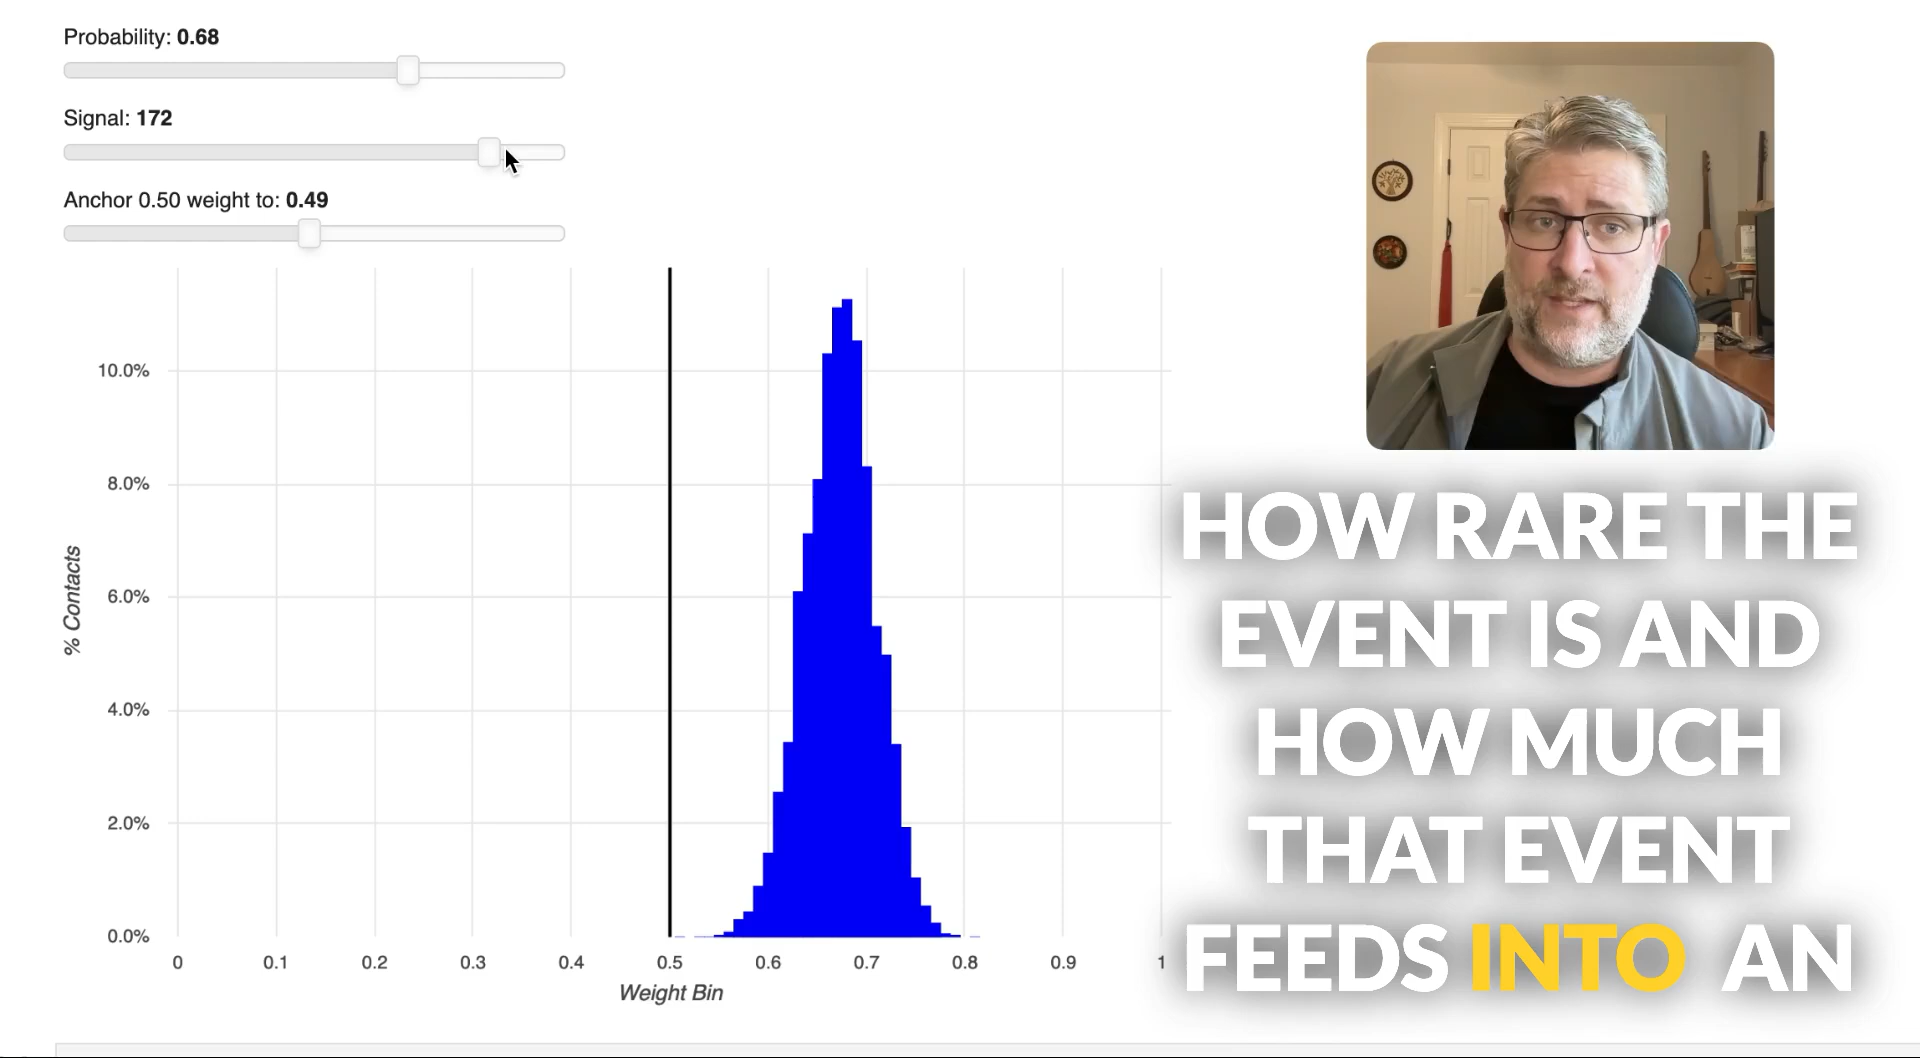 Probability: 0.68
Signal: 172
Anchor 0.50 weight to: 0.49
10.0%
8.0%
6.0%
4.0%
2.0%
0.0%
% Contacts
0 0.1 0.2 0.3 0.4 0.5 0.6 0.7 0.8 0.9 1
Weight Bin
HOW RARE THE
EVENT IS AND
HOW MUCH
THAT EVENT
FEEDS INTO AN